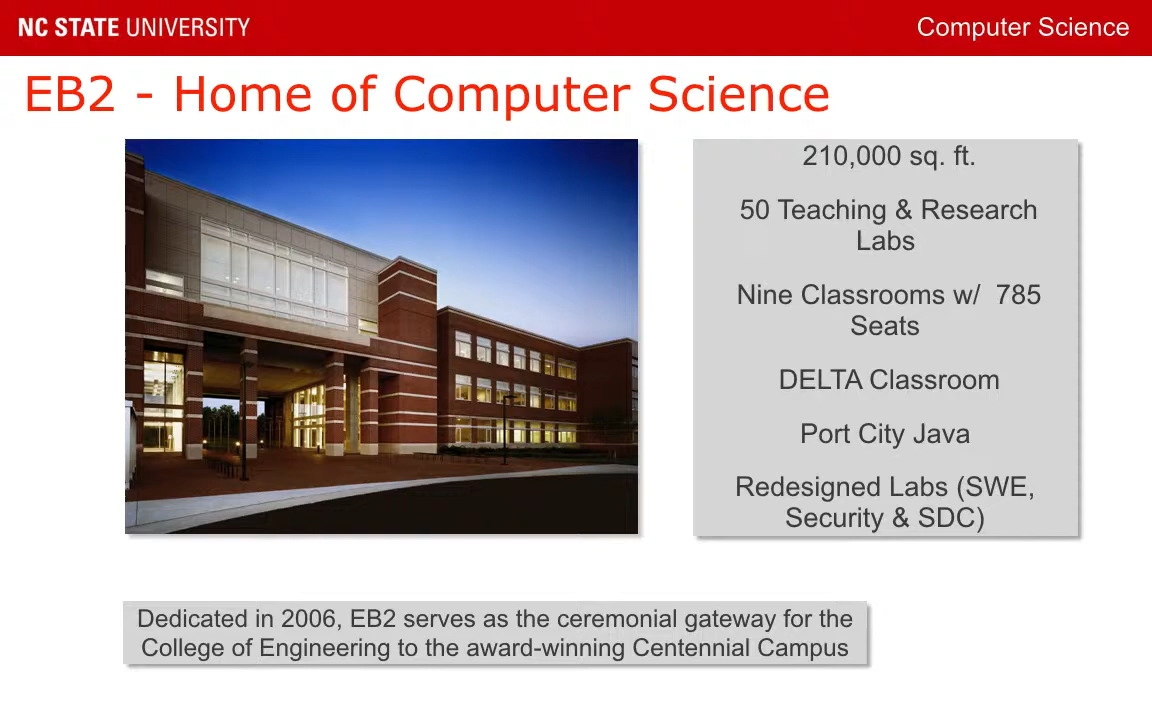 NC STATE UNIVERSITY
Computer Science
EB2 - Home of Computer Science
210,000 sq. ft.
50 Teaching & Research
Labs
Nine Classrooms w/  785
Seats
DELTA Classroom
Port City Java
Redesigned Labs (SWE,
Security & SDC)
Dedicated in 2006, EB2 serves as the ceremonial gateway for the
College of Engineering to the award-winning Centennial Campus